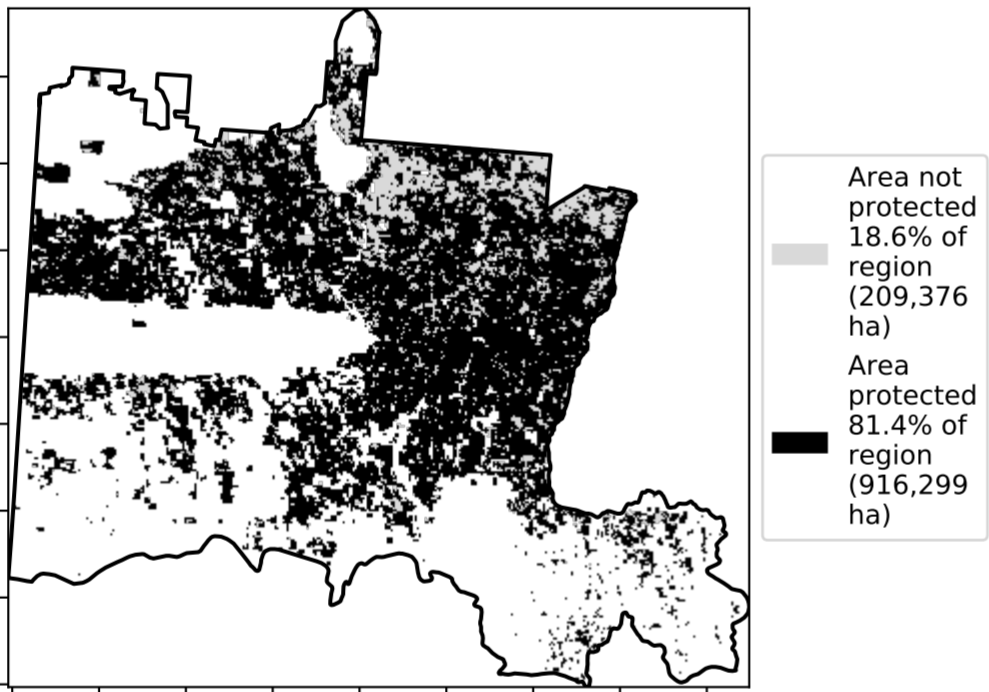 Area not
protected
18.6% of
region
(209,376
ha)
Area
protected
81.4% of
region
(916,299
ha)